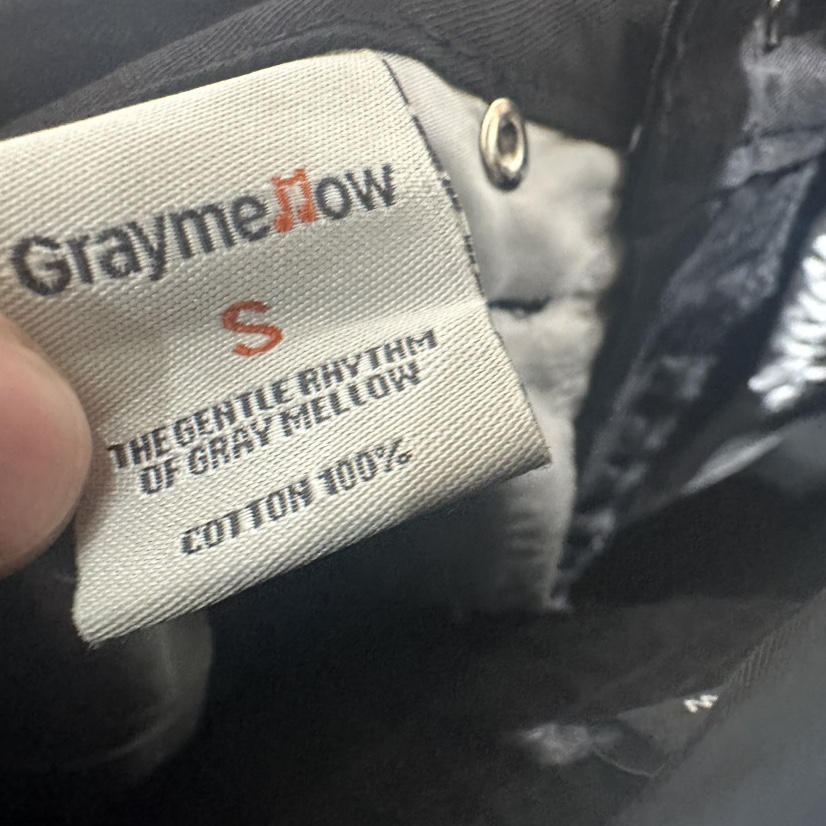 Graymellow
S
THE GENTLE RHYTHM
OF GRAY MELLOW
COTTON 100%